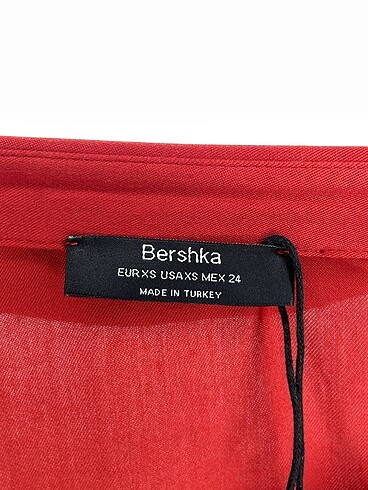 Bershka
EUR XS USA XS MEX 24
MADE IN TURKEY